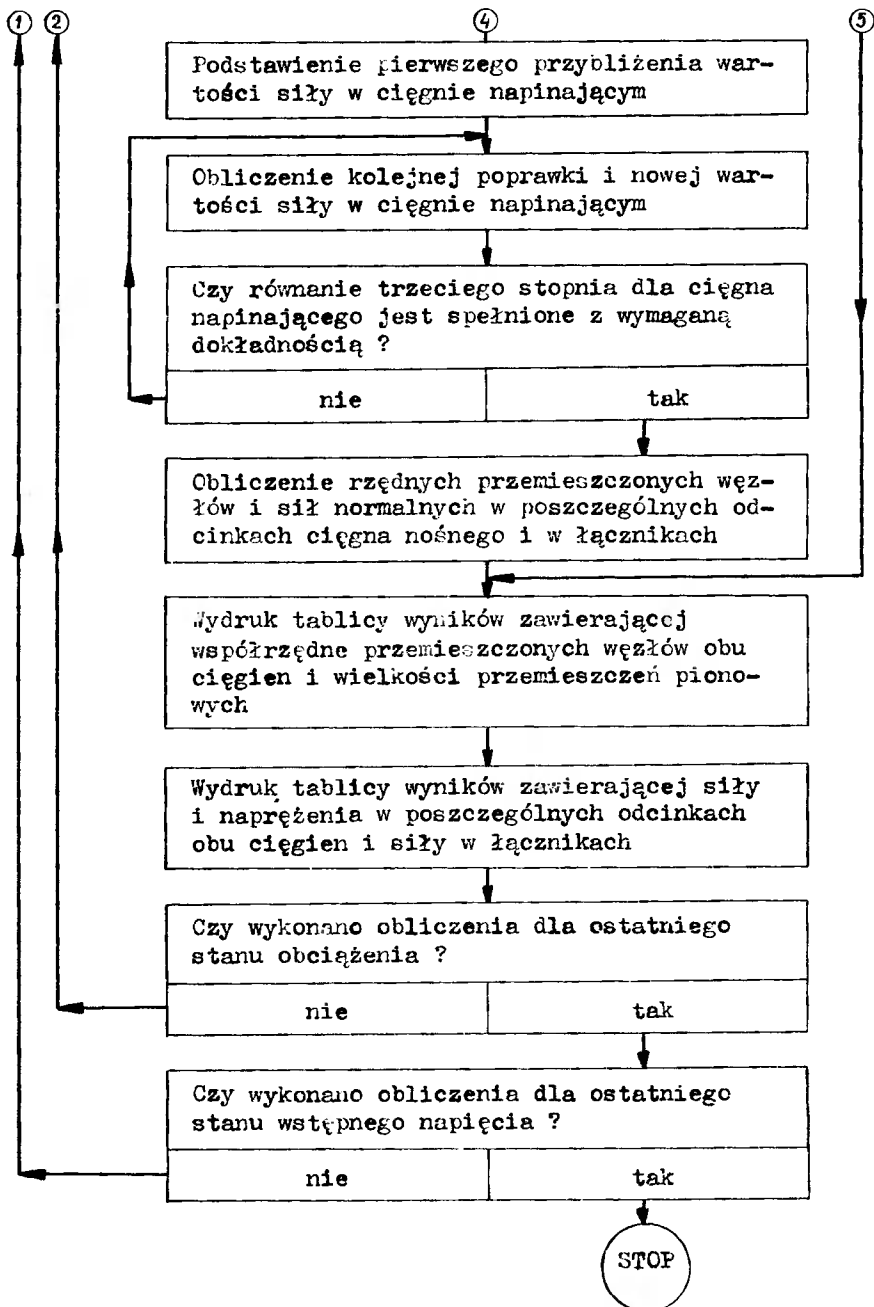 1 2 4 5
Podstawienie pierwszego przybliżenia war-
tości siły w cięgnie napinającym
Obliczenie kolejnej poprawki i nowej war-
tości siły w cięgnie napinającym
Czy równanie trzeciego stopnia dla cięgna
napinającego jest spełnione z wymaganą
dokładnością ?
nie tak
Obliczenie rzędnych przemieszczonych węz-
łów i sił normalnych w poszczególnych od-
cinkach cięgna nośnego i w łącznikach
Wydruk tablicy wyników zawierającej
współrzędne przemieszczonych węzłów obu
cięgien i wielkości przemieszczeń piono-
wych
Wydruk tablicy wyników zawierającej siły
i naprężenia w poszczególnych odcinkach
obu cięgien i siły w łącznikach
Czy wykonano obliczenia dla ostatniego
stanu obciążenia ?
nie tak
Czy wykonano obliczenia dla ostatniego
stanu wstępnego napięcia ?
nie tak
STOP